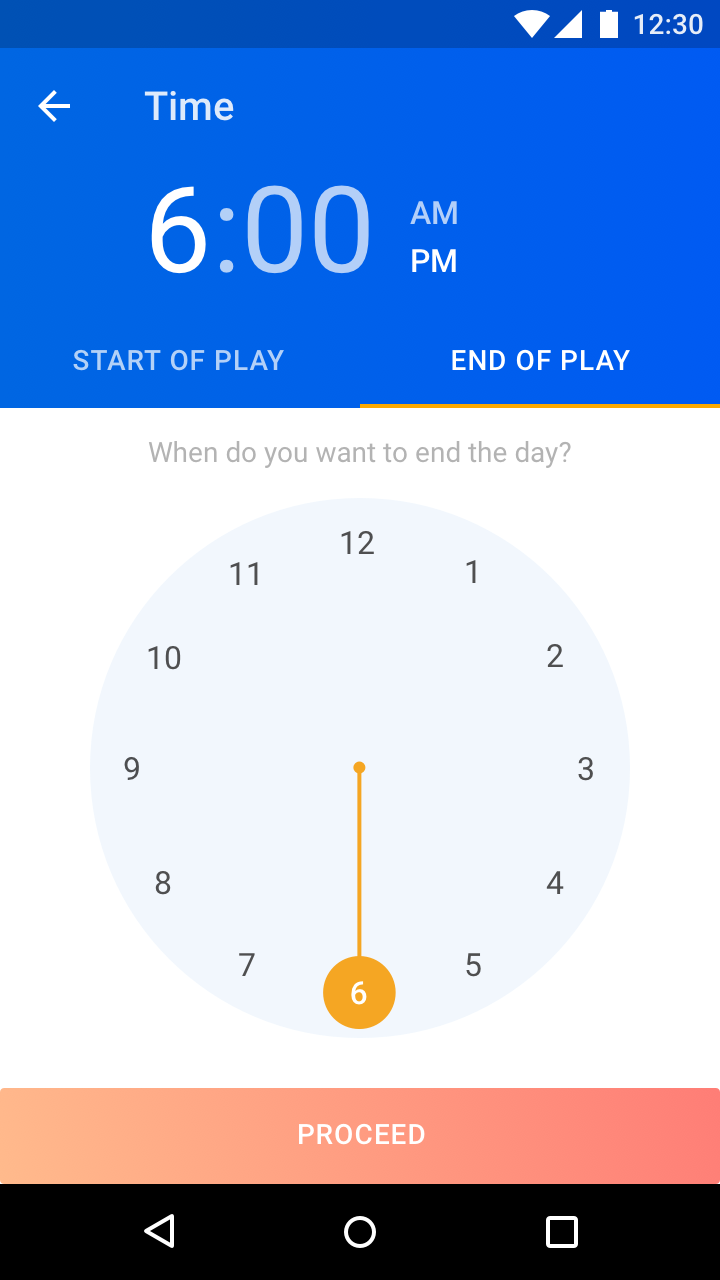 12:30
Time
6:00
AM
PM
START OF PLAY
END OF PLAY
When do you want to end the day?
12
11
1
10
2
9
3
8
4
7
5
6
PROCEED